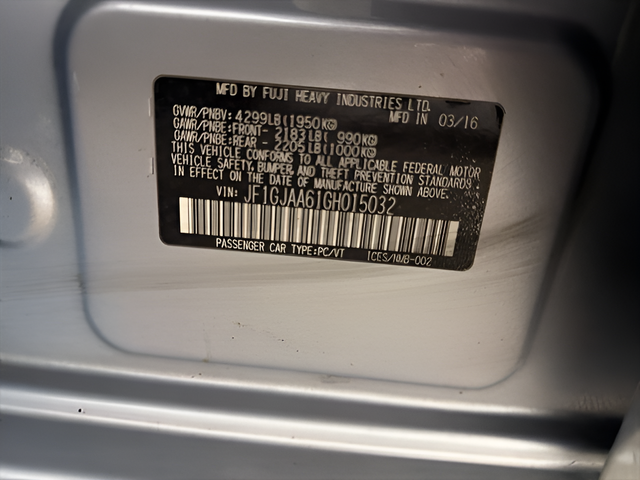 MFD BY FUJI HEAVY INDUSTRIES LTD.
MFD IN 03/16
GVWR/PNBV: 4299LB(1950KG)
GAWR/PNBE:FRONT- 2183LB( 990KG)
GAWR/PNBE:REAR - 2205LB(1000KG)
THIS VEHICLE CONFORMS TO ALL APPLICABLE FEDERAL MOTOR
VEHICLE SAFETY, BUMPER, AND THEFT PREVENTION STANDARDS
IN EFFECT ON THE DATE OF MANUFACTURE SHOWN ABOVE.
VIN: JF1GJAA61GH015032
PASSENGER CAR TYPE:PC/VT ICES/NMB-002